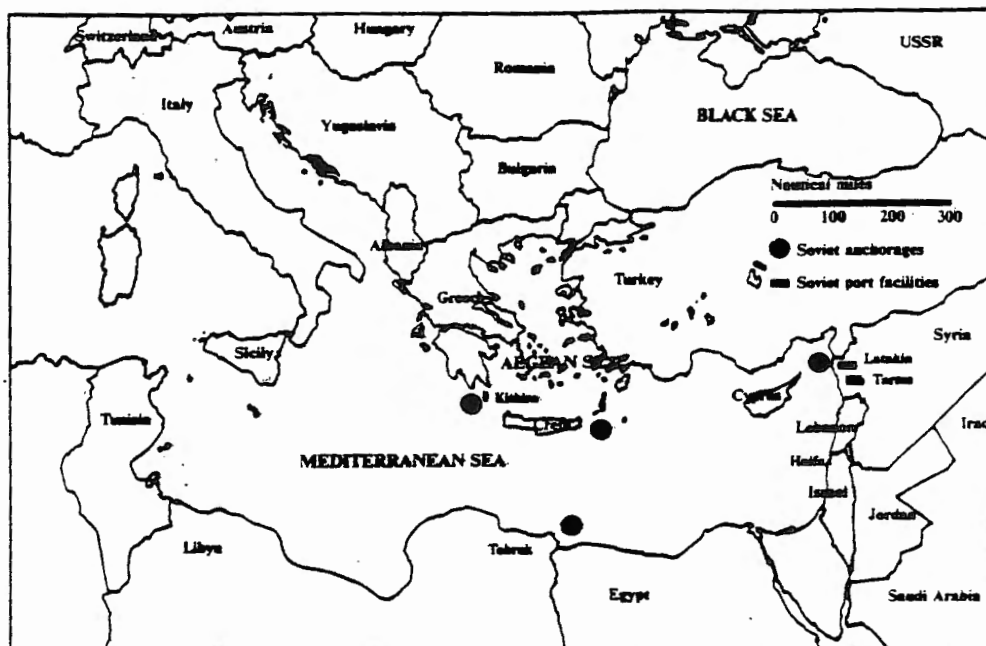 Switzerland
Austria
Hungary
USSR
Romania
Italy
Yugoslavia
BLACK SEA
Bulgaria
Nautical miles
0 100 200 300
Albania
Soviet anchorages
Turkey
Soviet port facilities
Greece
Syria
Sicily
AEGEAN SEA
Latakia
Tartus
Kithira
Cyprus
Tunisia
Crete
Lebanon
Iraq
MEDITERRANEAN SEA
Haifa
Israel
Jordan
Libya
Tobruk
Egypt
Saudi Arabia